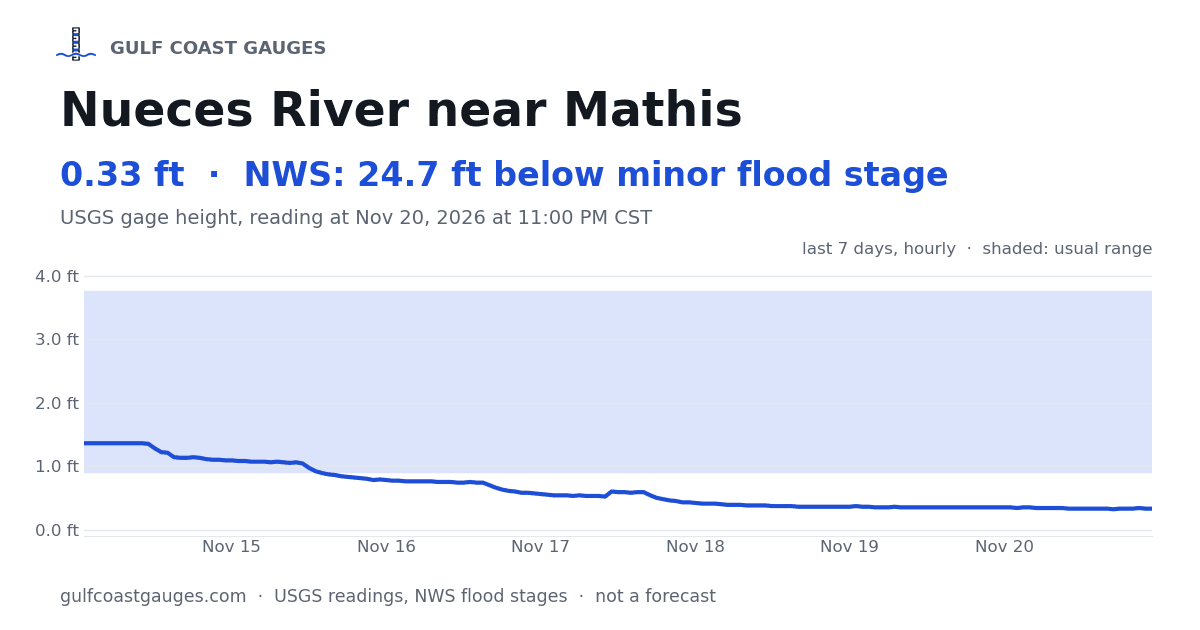 GULF COAST GAUGES
Nueces River near Mathis
0.33 ft · NWS: 24.7 ft below minor flood stage
USGS gage height, reading at Nov 20, 2026 at 11:00 PM CST
last 7 days, hourly · shaded: usual range
4.0 ft
3.0 ft
2.0 ft
1.0 ft
0.0 ft
Nov 15 Nov 16 Nov 17 Nov 18 Nov 19 Nov 20
gulfcoastgauges.com · USGS readings, NWS flood stages · not a forecast